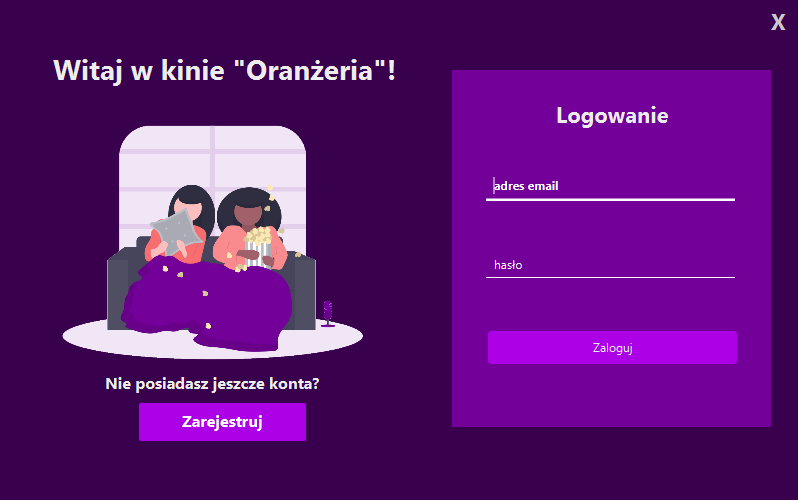 X
Witaj w kinie "Oranżeria"!
Logowanie
adres email
hasło
Zaloguj
Nie posiadasz jeszcze konta?
Zarejestruj